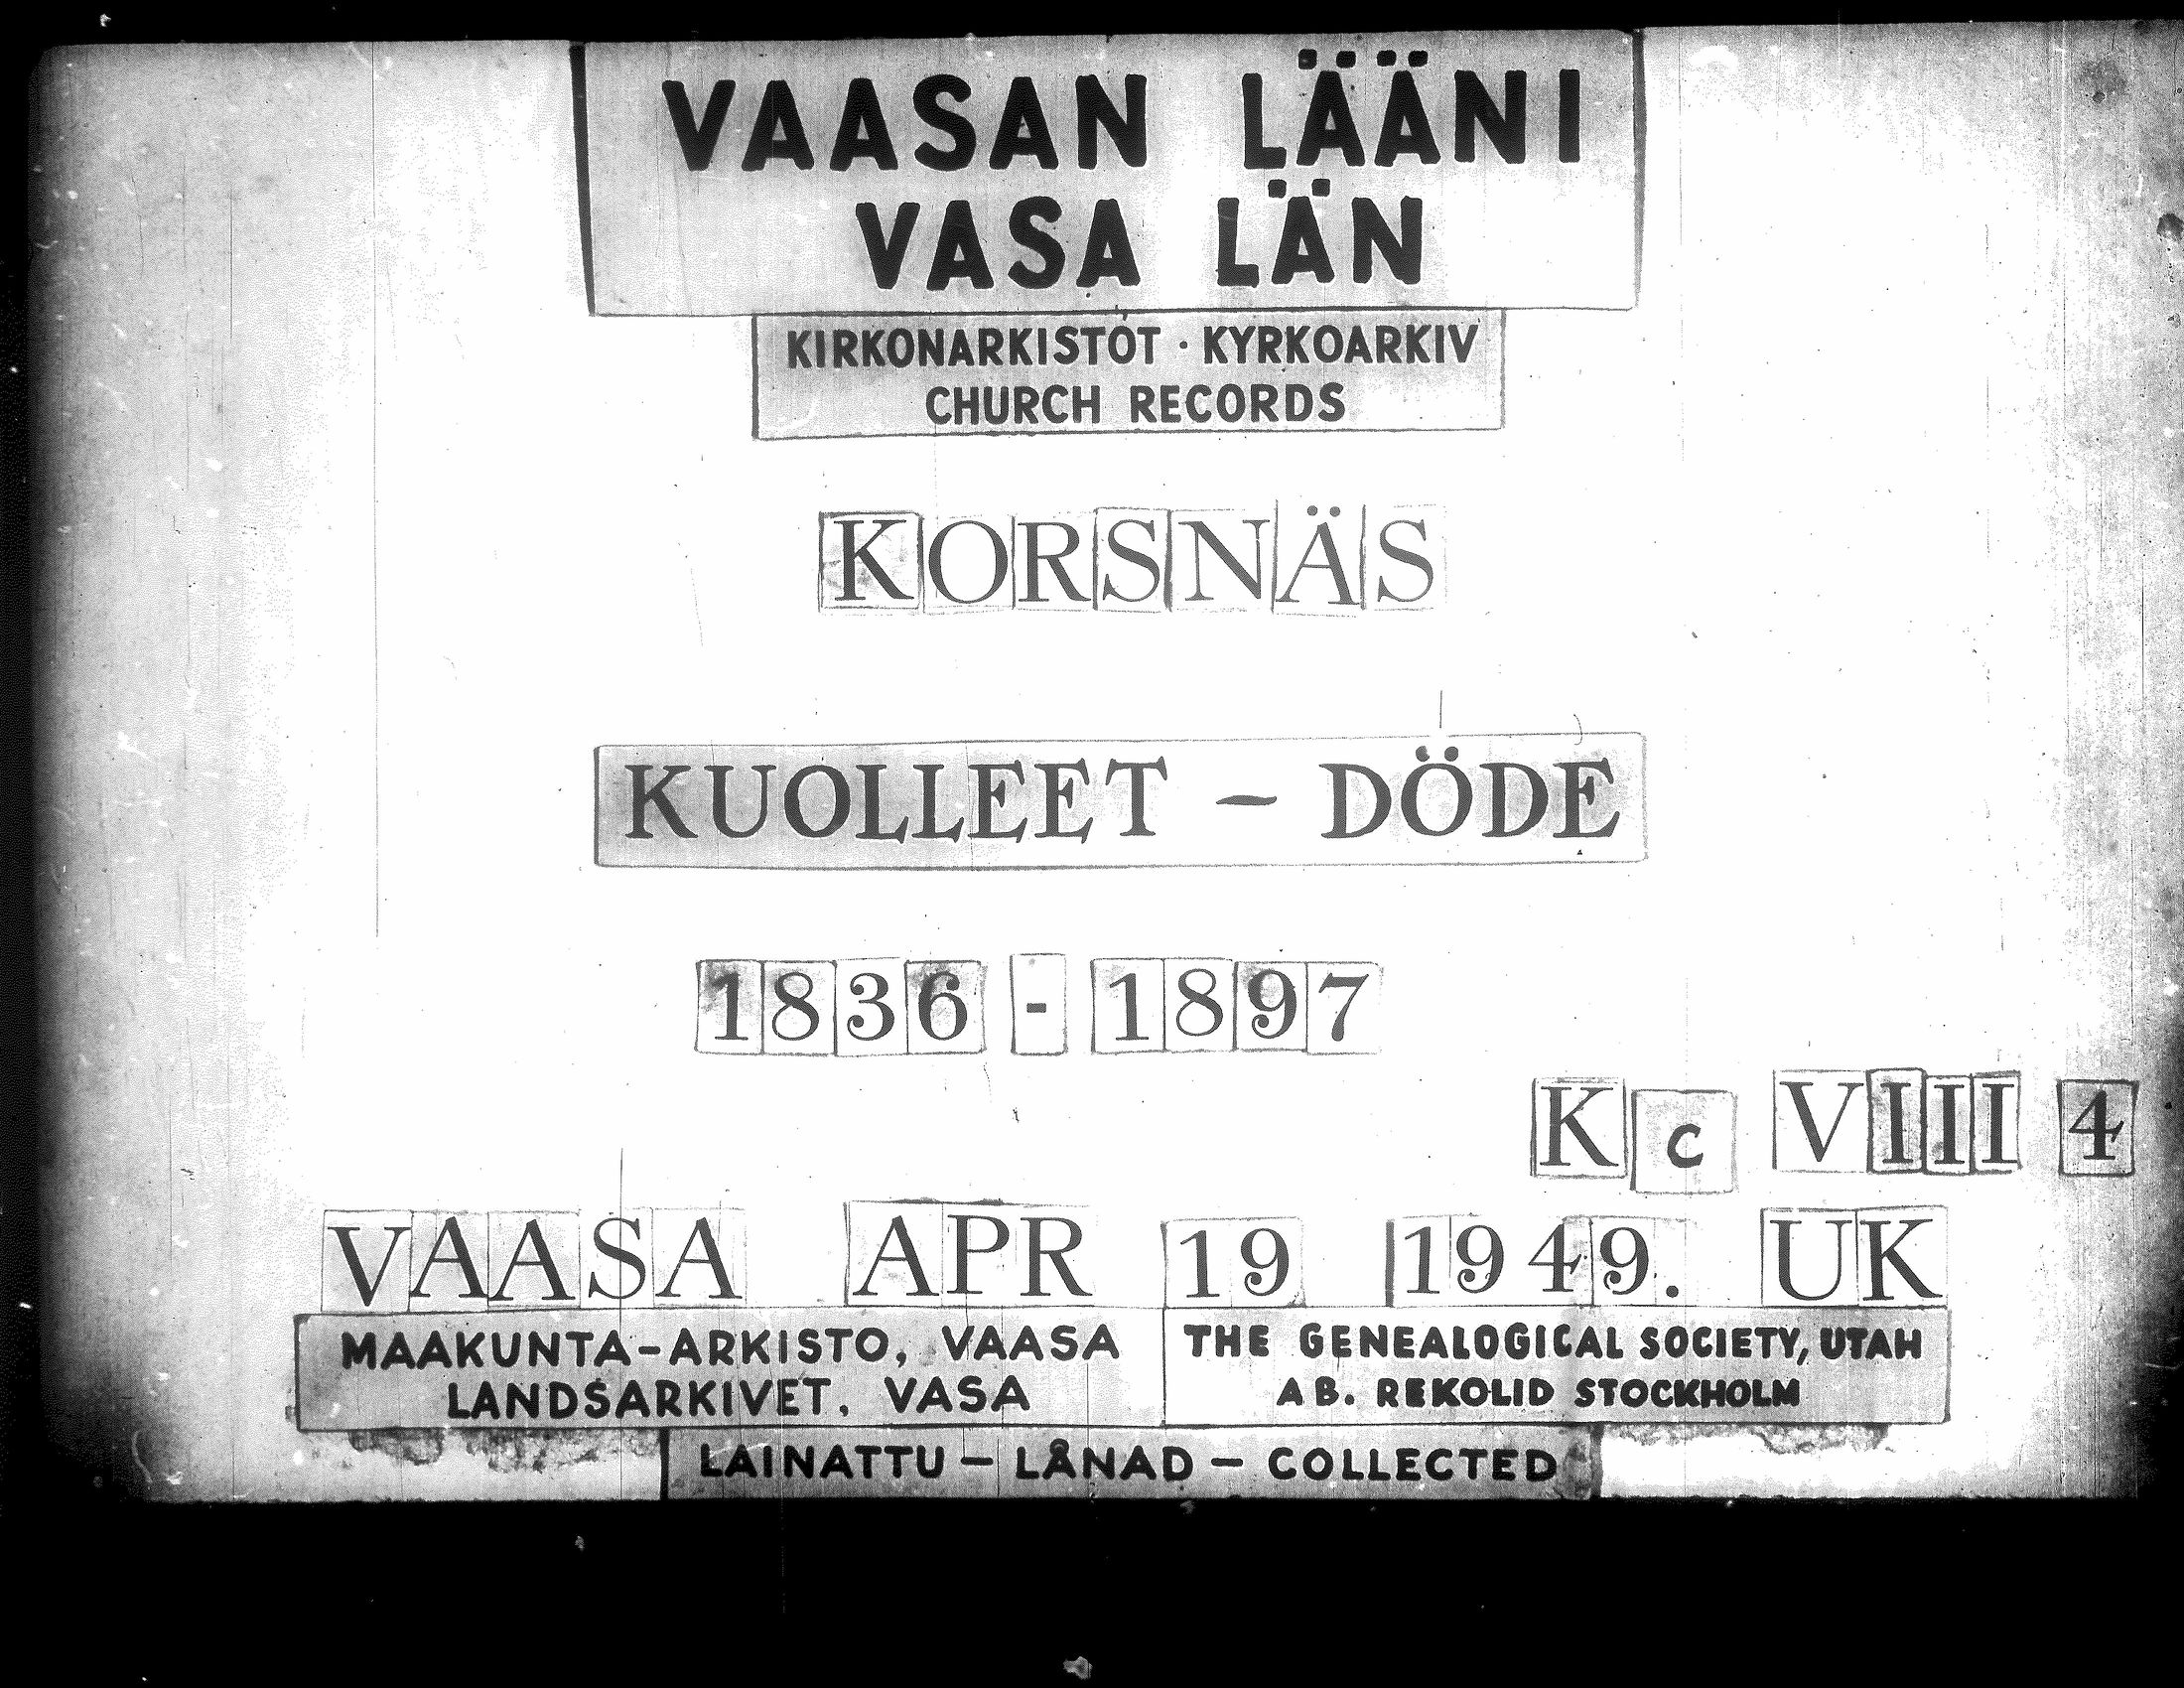 VAASAN LÄÄNI
VASA LÄN
KIRKONARKISTOT · KYRKOARKIV
CHURCH RECORDS
KORSNÄS
KUOLLEET - DÖDE
1836 - 1897
Kc VIII 4
VAASA APR 19 1949. UK
MAAKUNTA-ARKISTO, VAASA
LANDSARKIVET, VASA
THE GENEALOGICAL SOCIETY, UTAH
AB. REKOLID STOCKHOLM
LAINATTU - LÅNAD - COLLECTED